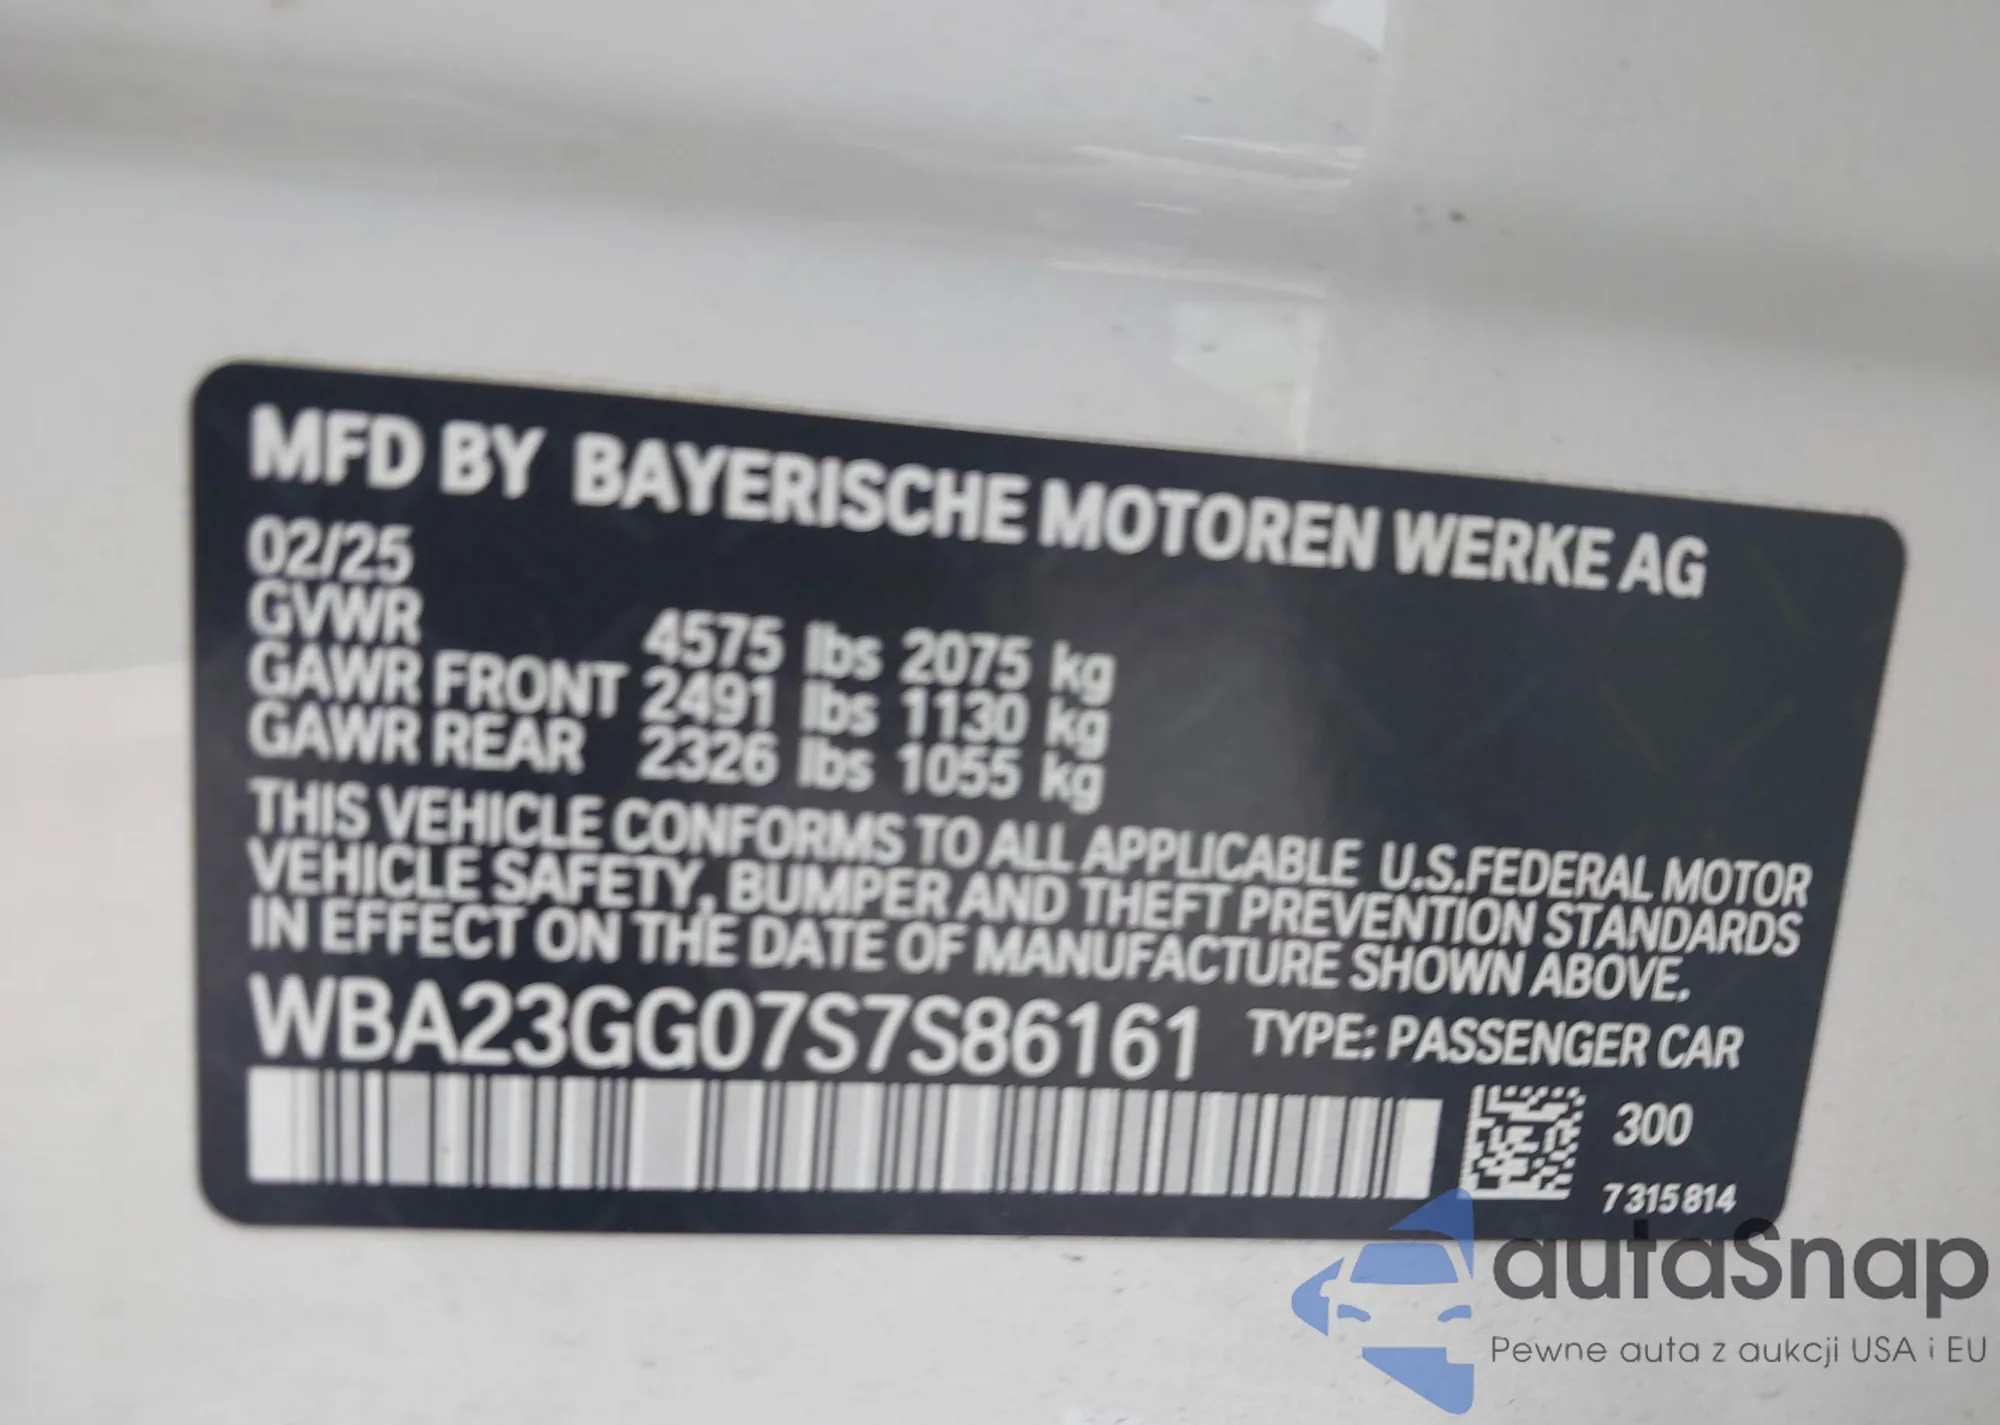 MFD BY BAYERISCHE MOTOREN WERKE AG
02/25
GVWR 4575 lbs 2075 kg
GAWR FRONT 2491 lbs 1130 kg
GAWR REAR 2326 lbs 1055 kg
THIS VEHICLE CONFORMS TO ALL APPLICABLE U.S.FEDERAL MOTOR
VEHICLE SAFETY, BUMPER AND THEFT PREVENTION STANDARDS
IN EFFECT ON THE DATE OF MANUFACTURE SHOWN ABOVE.
WBA23GG07S7S86161 TYPE: PASSENGER CAR
300
7315814
autaSnap
Pewne auta z aukcji USA i EU